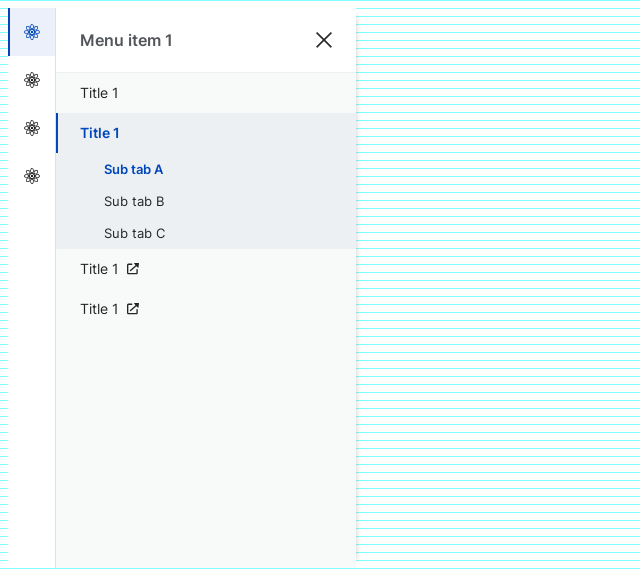 Menu item 1
Title 1
Title 1
Sub tab A
Sub tab B
Sub tab C
Title 1
Title 1